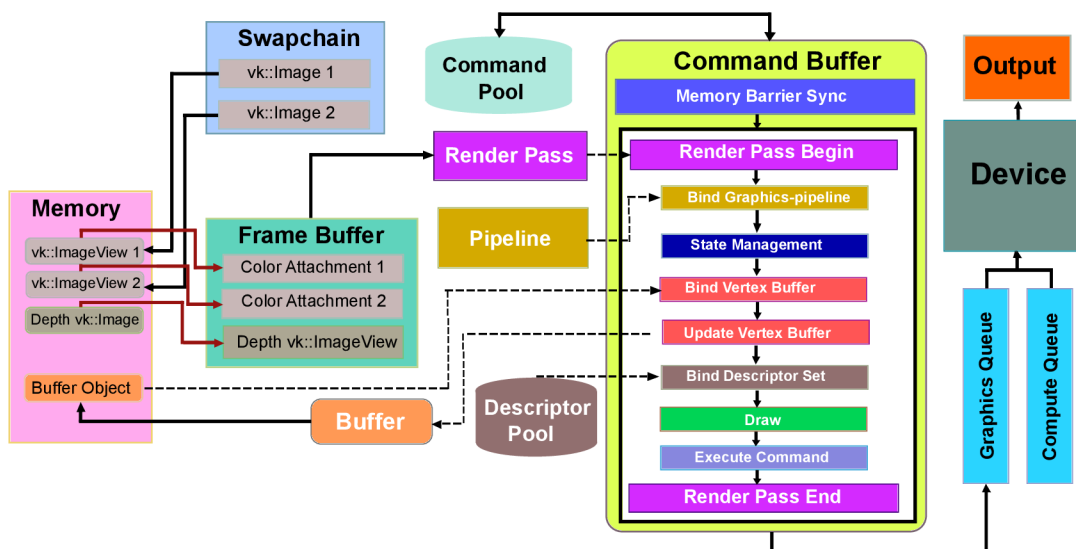 Swapchain
vk::Image 1
vk::Image 2
Memory
vk::ImageView 1
vk::ImageView 2
Depth vk::Image
Buffer Object
Frame Buffer
Color Attachment 1
Color Attachment 2
Depth vk::ImageView
Buffer
Command
Pool
Render Pass
Pipeline
Descriptor
Pool
Command Buffer
Memory Barrier Sync
Render Pass Begin
Bind Graphics-pipeline
State Management
Bind Vertex Buffer
Update Vertex Buffer
Bind Descriptor Set
Draw
Execute Command
Render Pass End
Output
Device
Graphics Queue
Compute Queue